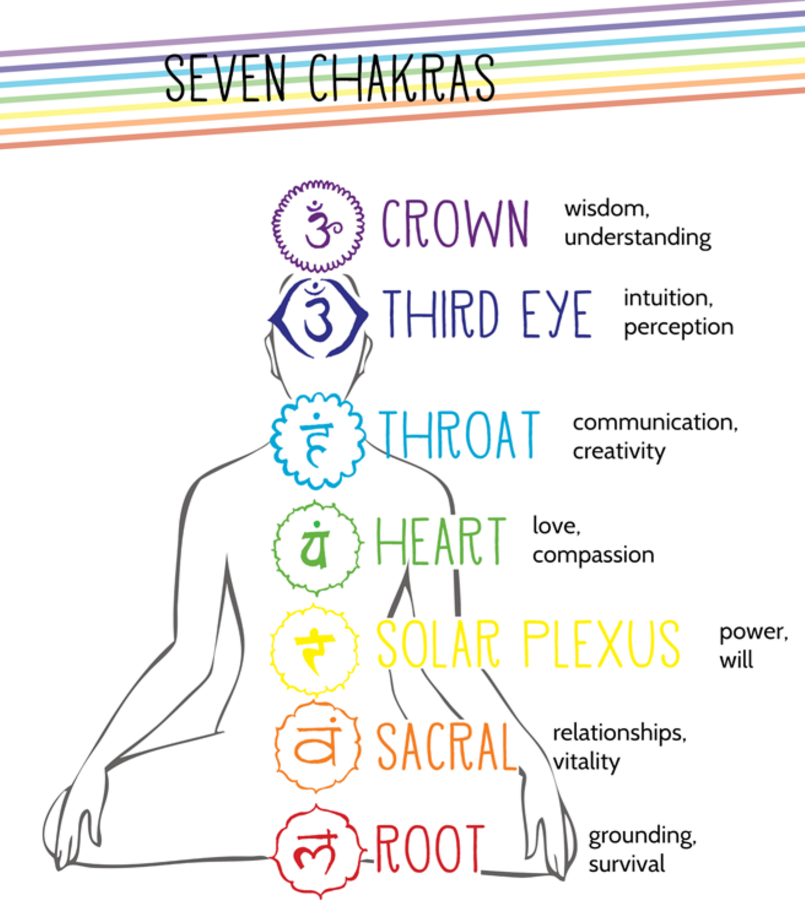 SEVEN CHAKRAS
ॐ
CROWN
wisdom,
understanding
THIRD EYE
intuition,
perception
हं
THROAT
communication,
creativity
यं
HEART
love,
compassion
SOLAR PLEXUS
power,
will
वं
SACRAL
relationships,
vitality
ROOT
grounding,
survival